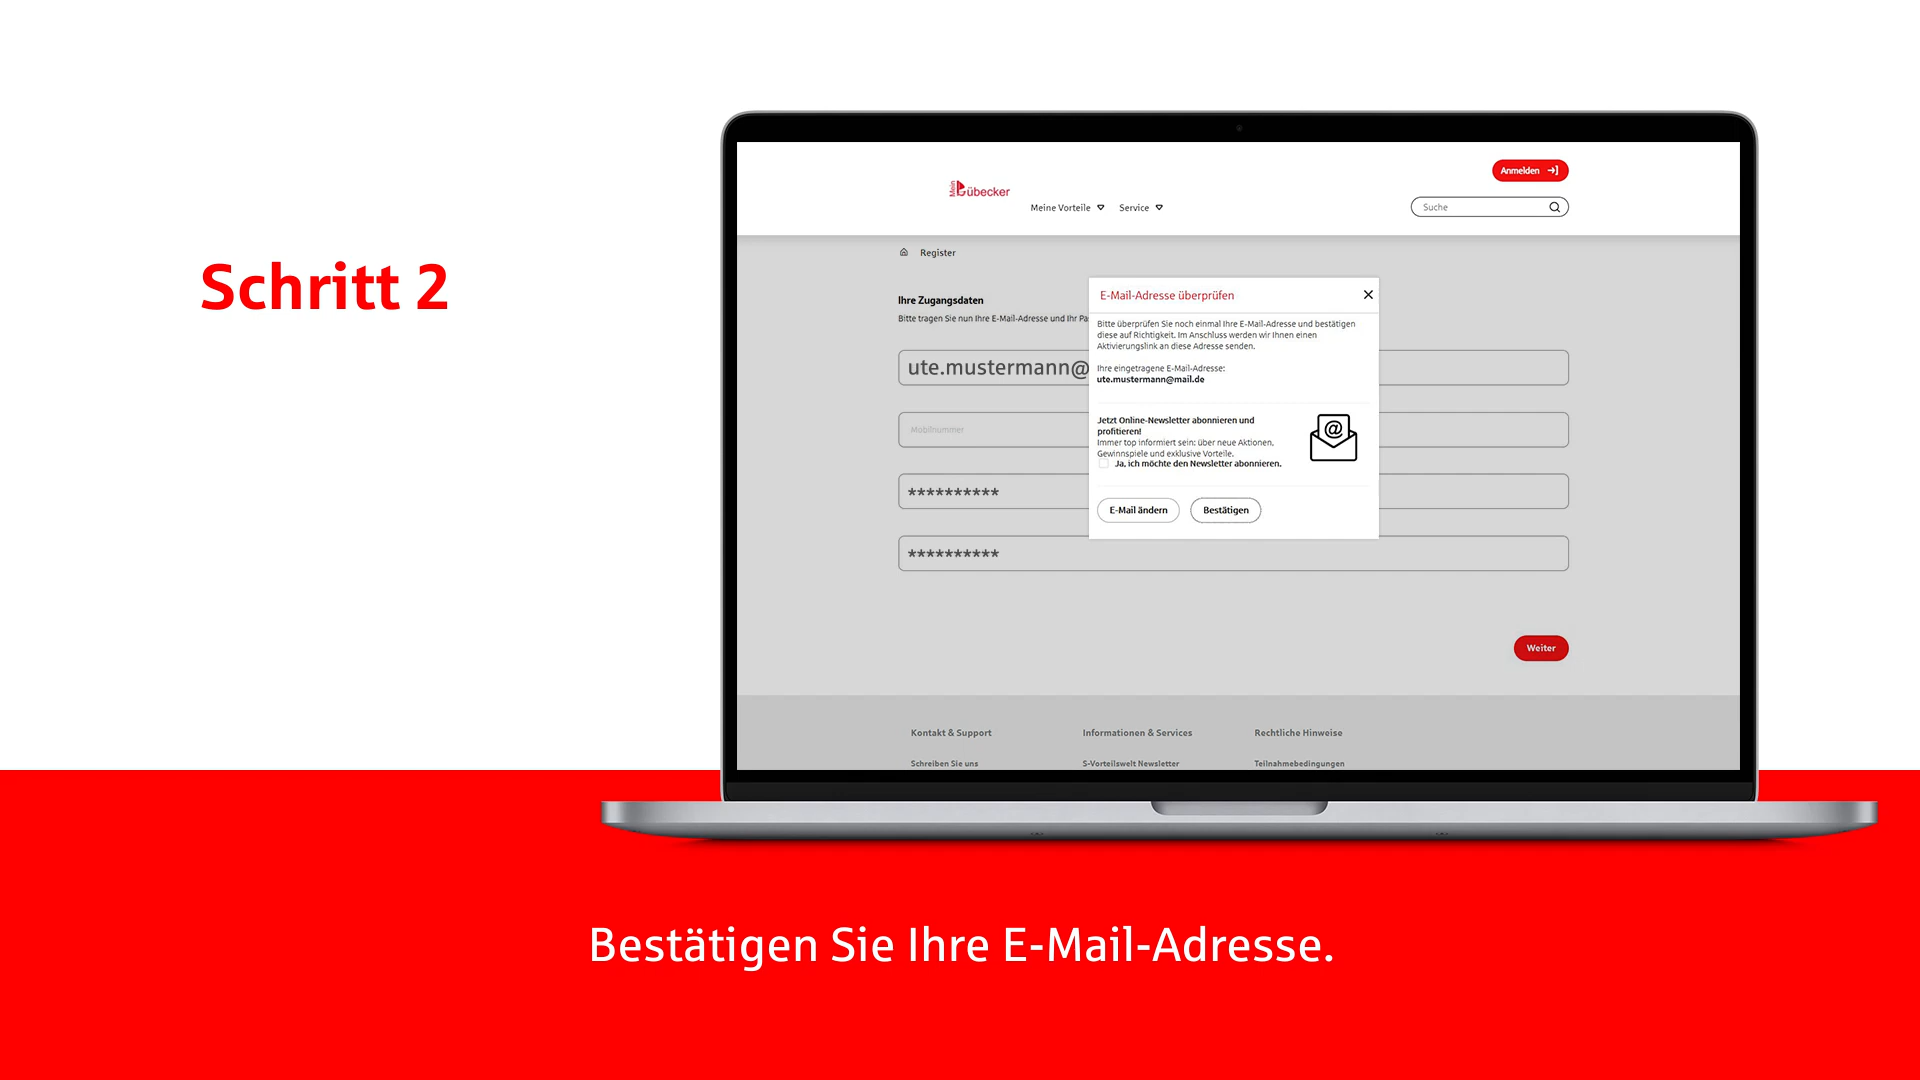 Schritt 2
Anmelden
Mein Lübecker
Meine Vorteile
Service
Suche
Register
Ihre Zugangsdaten
Bitte tragen Sie nun Ihre E-Mail-Adresse und Ihr Pa
ute.mustermann@
Mobilnummer
**********
**********
E-Mail-Adresse überprüfen
Bitte überprüfen Sie noch einmal Ihre E-Mail-Adresse und bestätigen
diese auf Richtigkeit. Im Anschluss werden wir Ihnen einen
Aktivierungslink an diese Adresse senden.
Ihre eingetragene E-Mail-Adresse:
ute.mustermann@mail.de
Jetzt Online-Newsletter abonnieren und
profitieren!
Immer top informiert sein: über neue Aktionen,
Gewinnspiele und exklusive Vorteile.
Ja, ich möchte den Newsletter abonnieren.
E-Mail ändern
Bestätigen
Weiter
Kontakt & Support
Informationen & Services
Rechtliche Hinweise
Schreiben Sie uns
S-Vorteilswelt Newsletter
Teilnahmebedingungen
Bestätigen Sie Ihre E-Mail-Adresse.